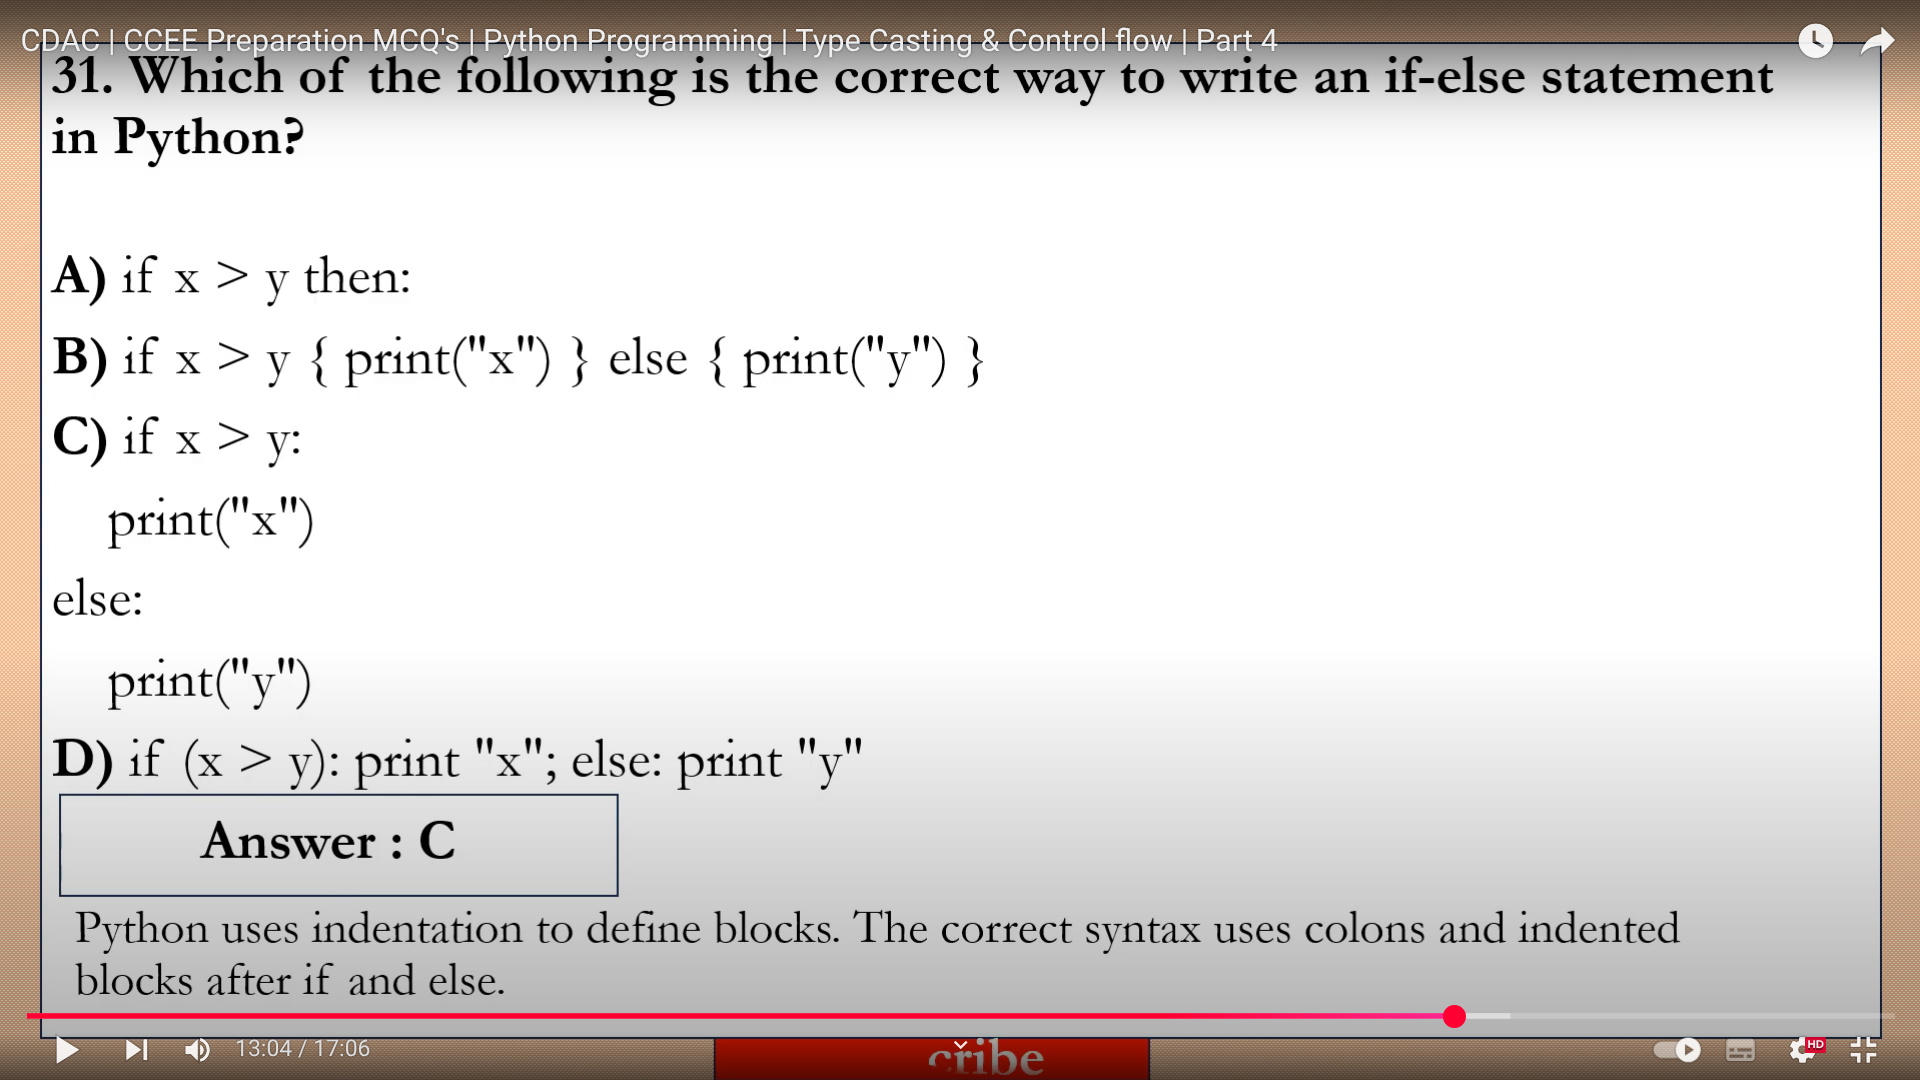 CDAC | CCEE Preparation MCQ's | Python Programming | Type Casting & Control flow | Part 4
31. Which of the following is the correct way to write an if-else statement
in Python?
A) if x > y then:
B) if x > y { print("x") } else { print("y") }
C) if x > y:
print("x")
else:
print("y")
D) if (x > y): print "x"; else: print "y"
Answer : C
Python uses indentation to define blocks. The correct syntax uses colons and indented
blocks after if and else.
13:04 / 17:06
cribe
HD